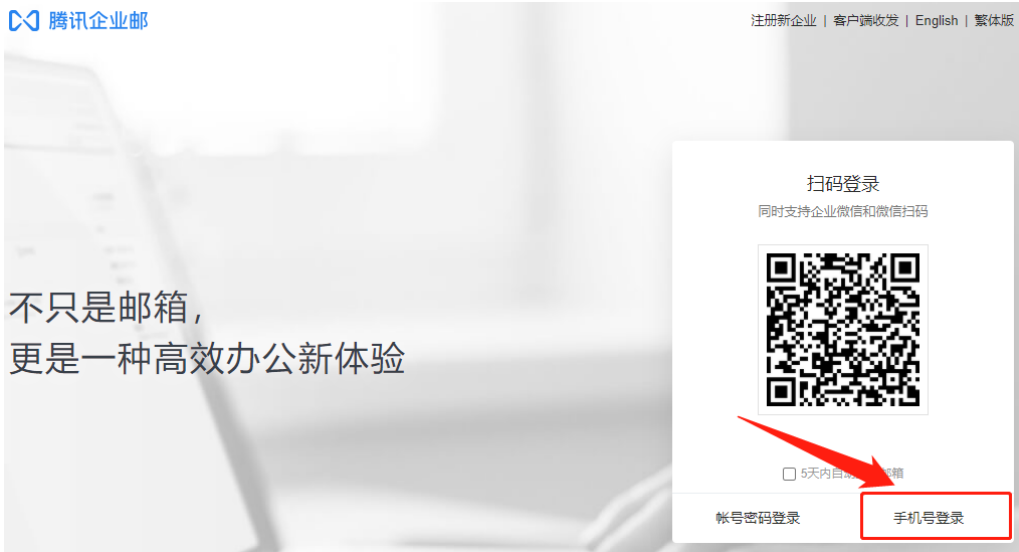 腾讯企业邮
注册新企业 | 客户端收发 | English | 繁体版
扫码登录
同时支持企业微信和微信扫码
不只是邮箱，
更是一种高效办公新体验
5天内自动 邮箱
帐号密码登录
手机号登录